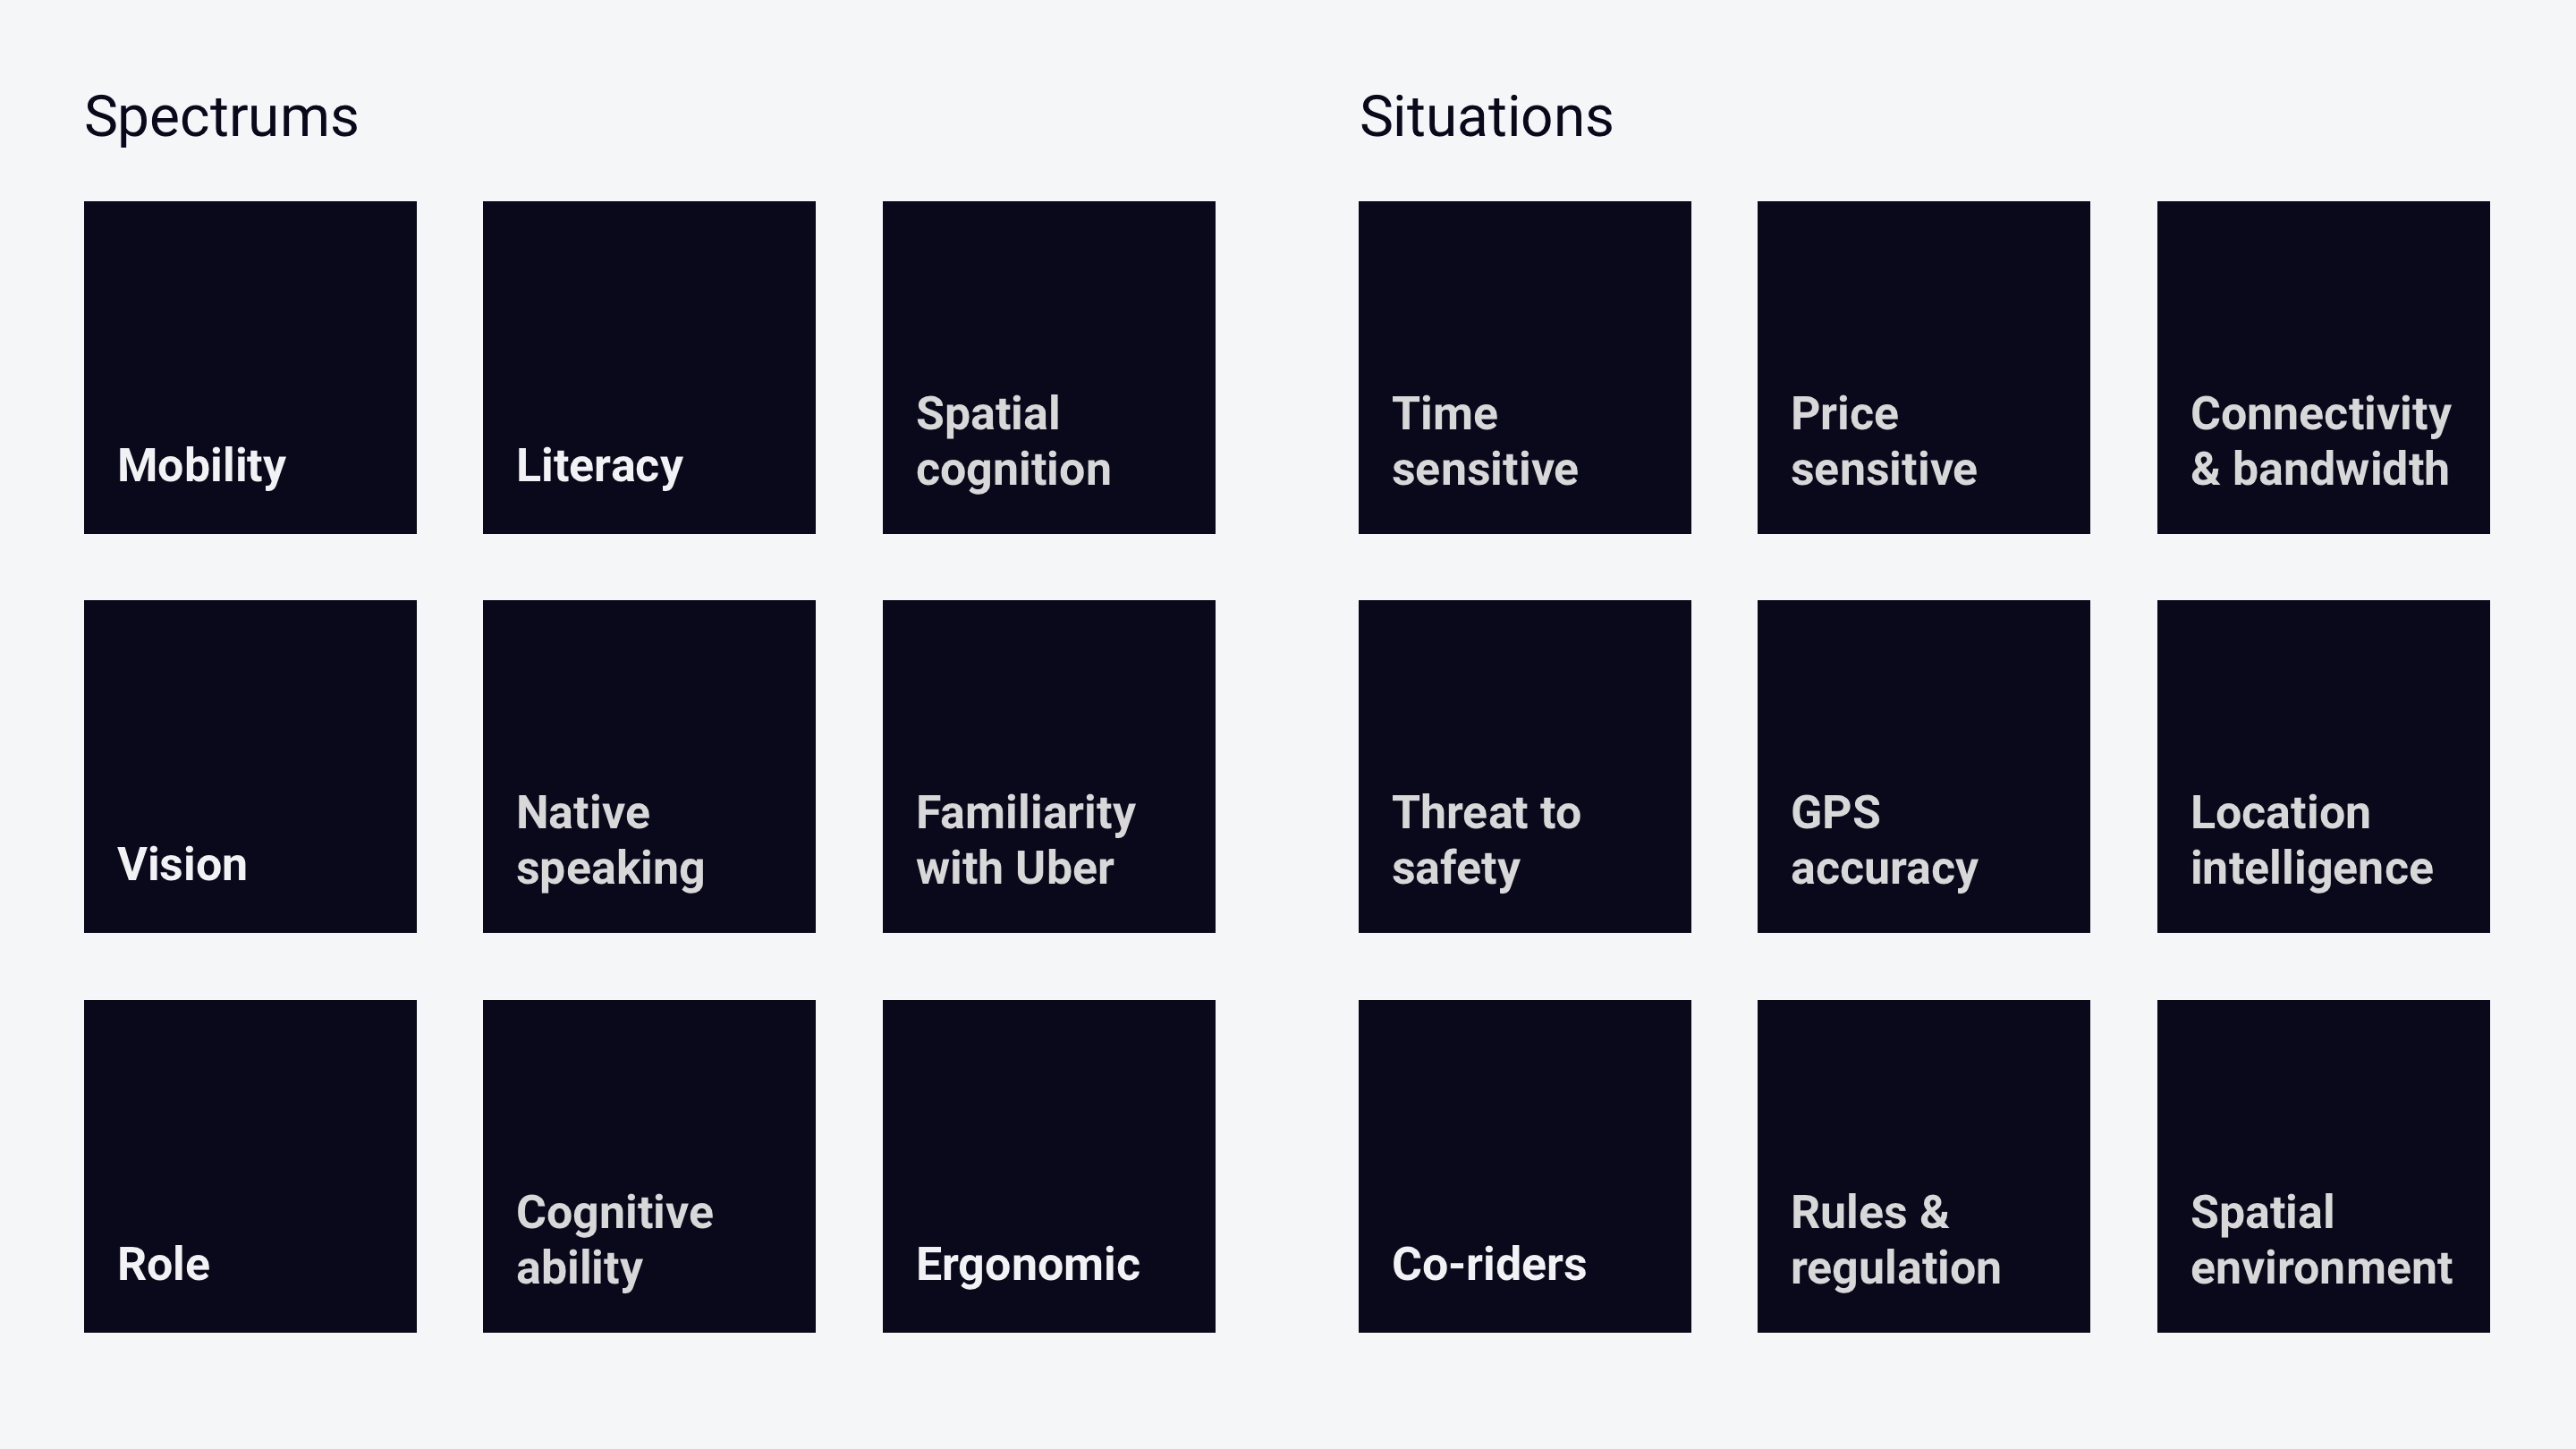 Spectrums
Mobility
Literacy
Spatial
cognition
Vision
Native
speaking
Familiarity
with Uber
Role
Cognitive
ability
Ergonomic
Situations
Time
sensitive
Price
sensitive
Connectivity
& bandwidth
Threat to
safety
GPS
accuracy
Location
intelligence
Co-riders
Rules &
regulation
Spatial
environment